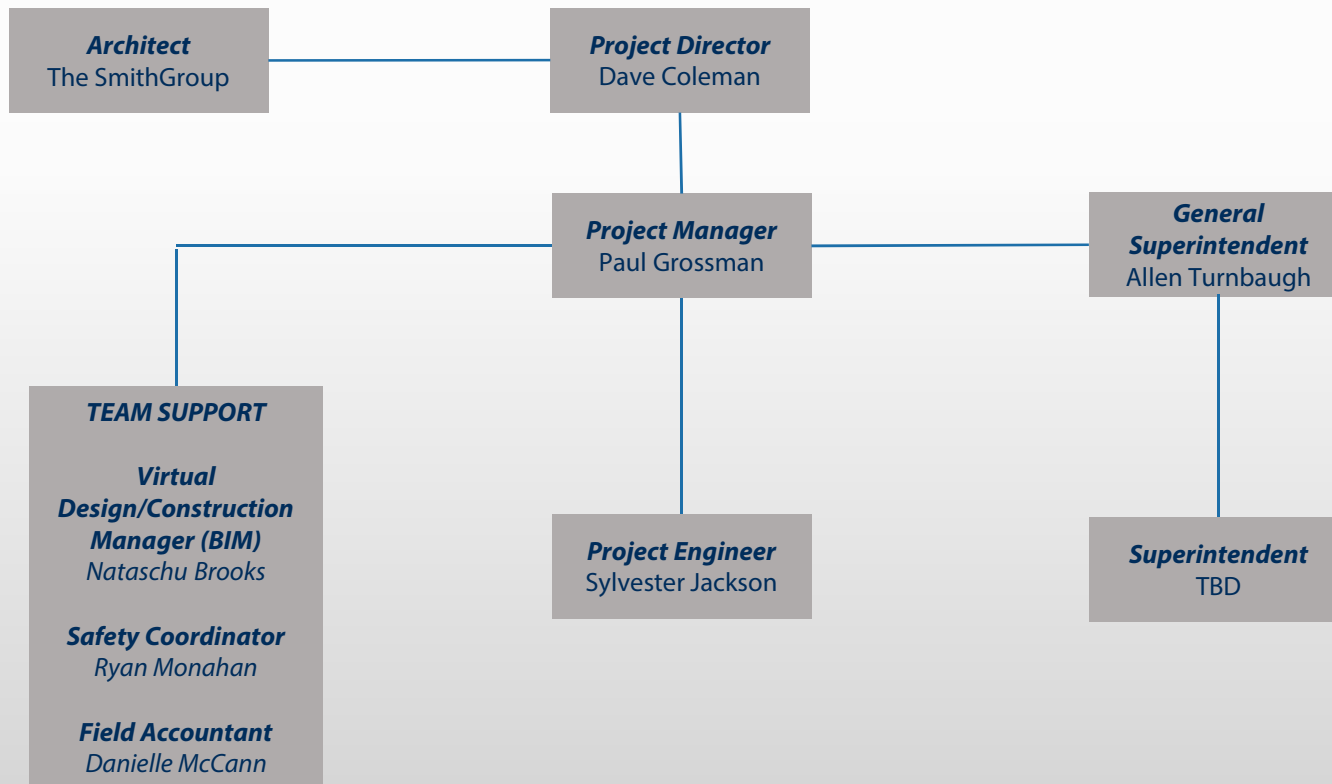 Architect
The SmithGroup
Project Director
Dave Coleman
Project Manager
Paul Grossman
General
Superintendent
Allen Turnbaugh
TEAM SUPPORT
Virtual
Design/Construction
Manager (BIM)
Nataschu Brooks
Safety Coordinator
Ryan Monahan
Field Accountant
Danielle McCann
Project Engineer
Sylvester Jackson
Superintendent
TBD